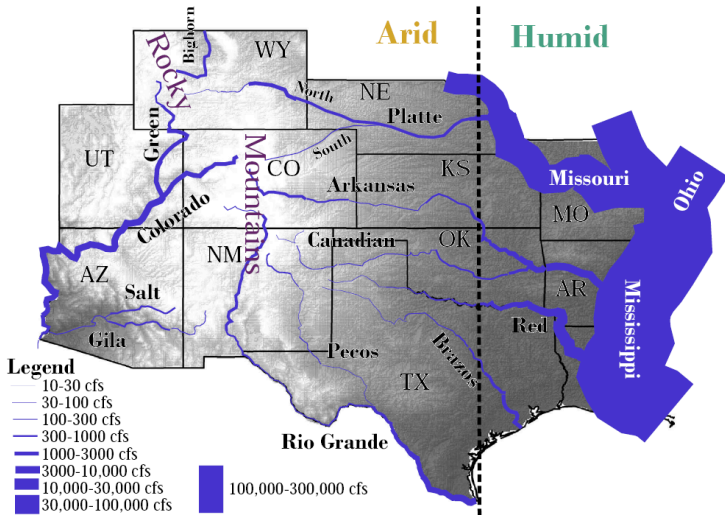 Arid
Humid
Rocky
Mountains
Bighorn
WY
North
NE
Platte
South
Green
UT
CO
KS
Arkansas
Missouri
MO
Ohio
Colorado
NM
Canadian
OK
AZ
Salt
Gila
AR
Mississippi
Red
Pecos
Brazos
TX
Rio Grande
Legend
10-30 cfs
30-100 cfs
100-300 cfs
300-1000 cfs
1000-3000 cfs
3000-10,000 cfs
10,000-30,000 cfs
30,000-100,000 cfs
100,000-300,000 cfs